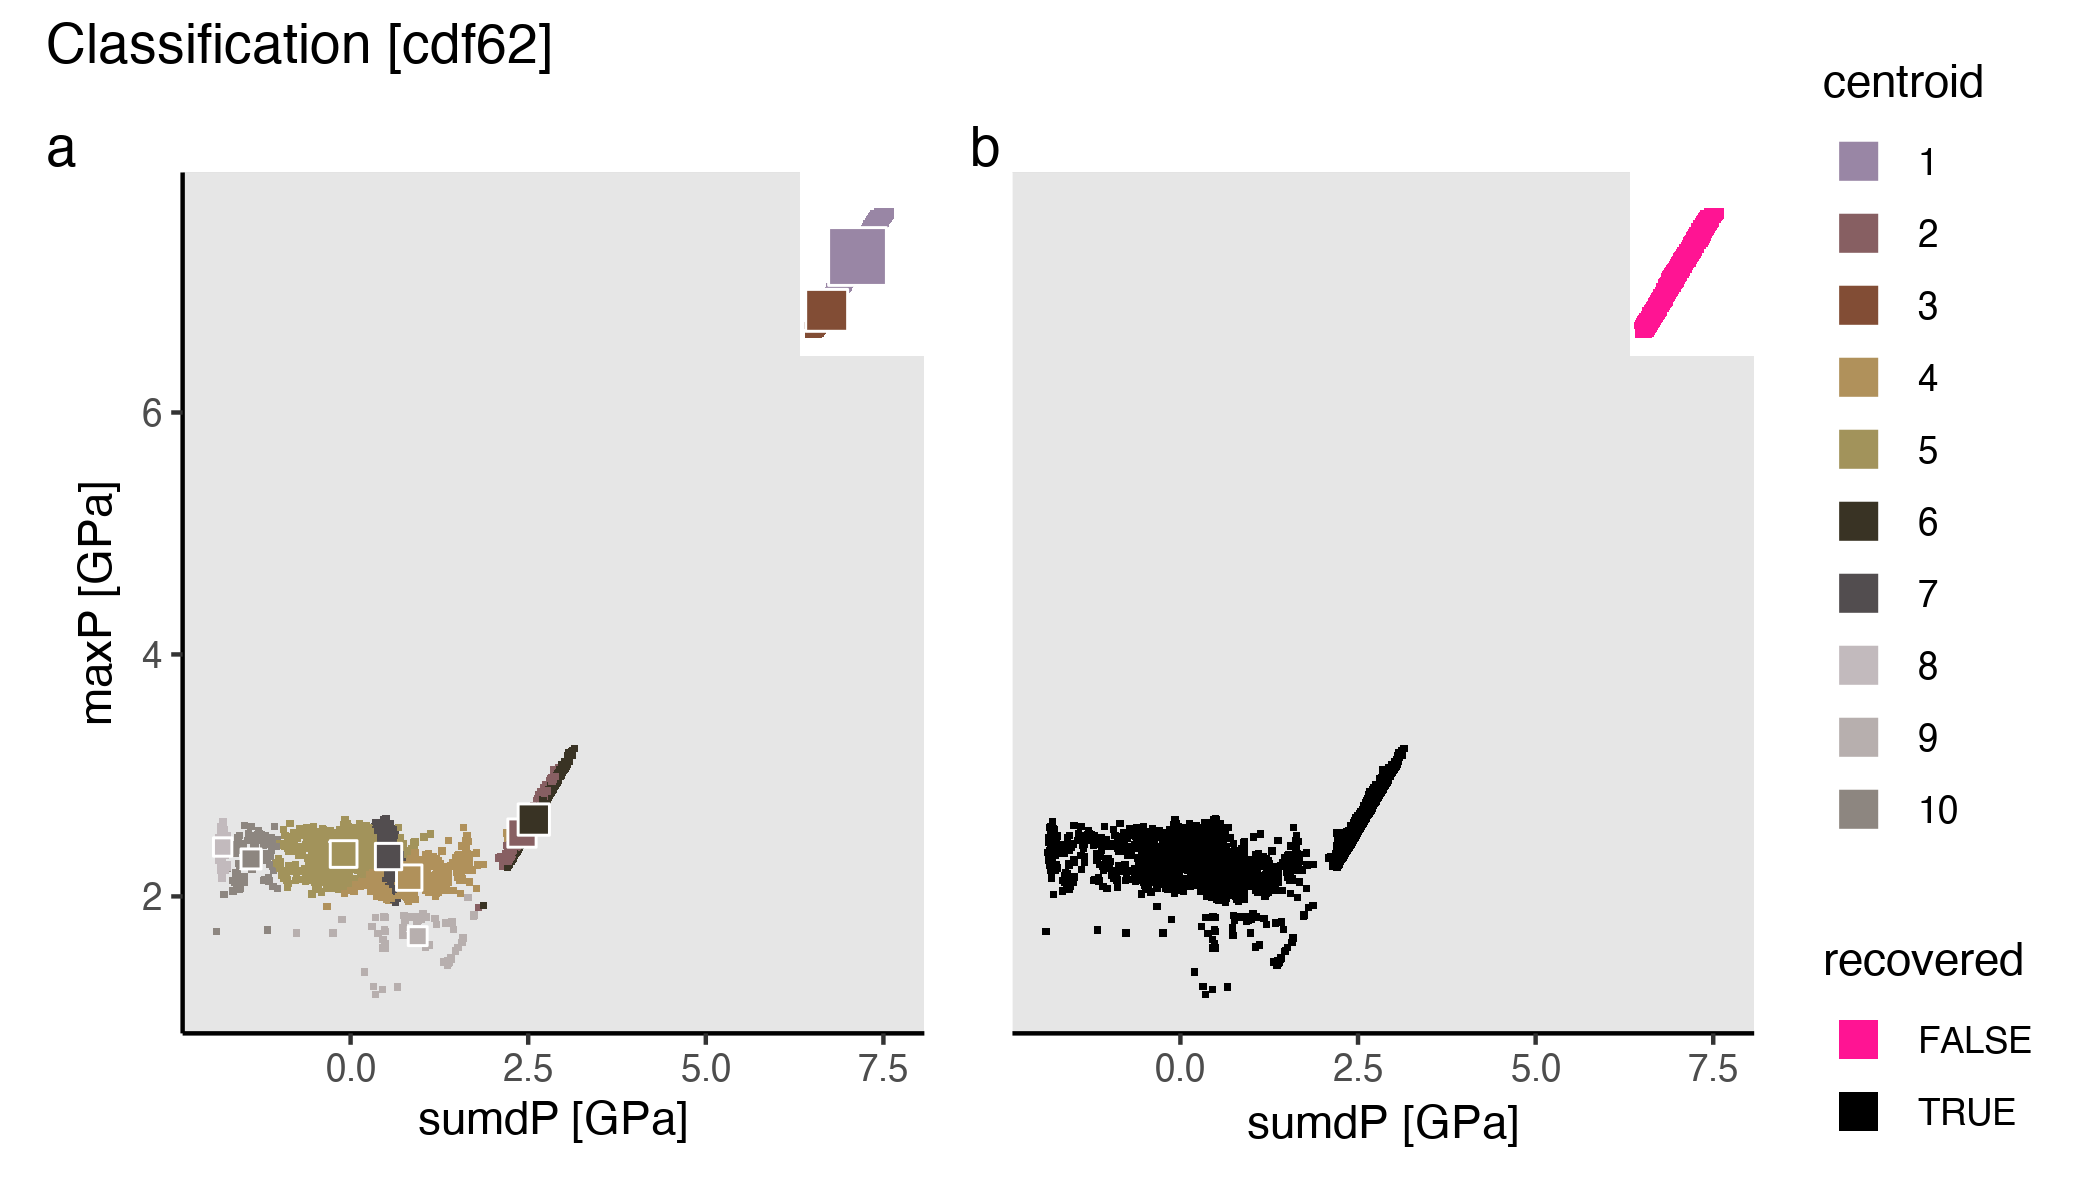 Classification [cdf62]
a
b
maxP [GPa]
6
4
2
0.0 2.5 5.0 7.5
sumdP [GPa]
0.0 2.5 5.0 7.5
sumdP [GPa]
centroid
1
2
3
4
5
6
7
8
9
10
recovered
FALSE
TRUE